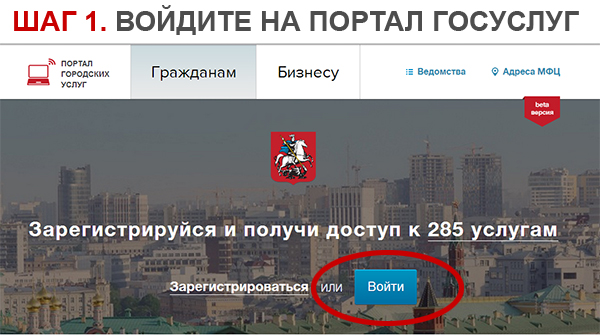 ШАГ 1. ВОЙДИТЕ НА ПОРТАЛ ГОСУСЛУГ
ПОРТАЛ
ГОРОДСКИХ
УСЛУГ
Гражданам
Бизнесу
Ведомства
Адреса МФЦ
beta
версия
Зарегистрируйся и получи доступ к 285 услугам
Зарегистрироваться или Войти